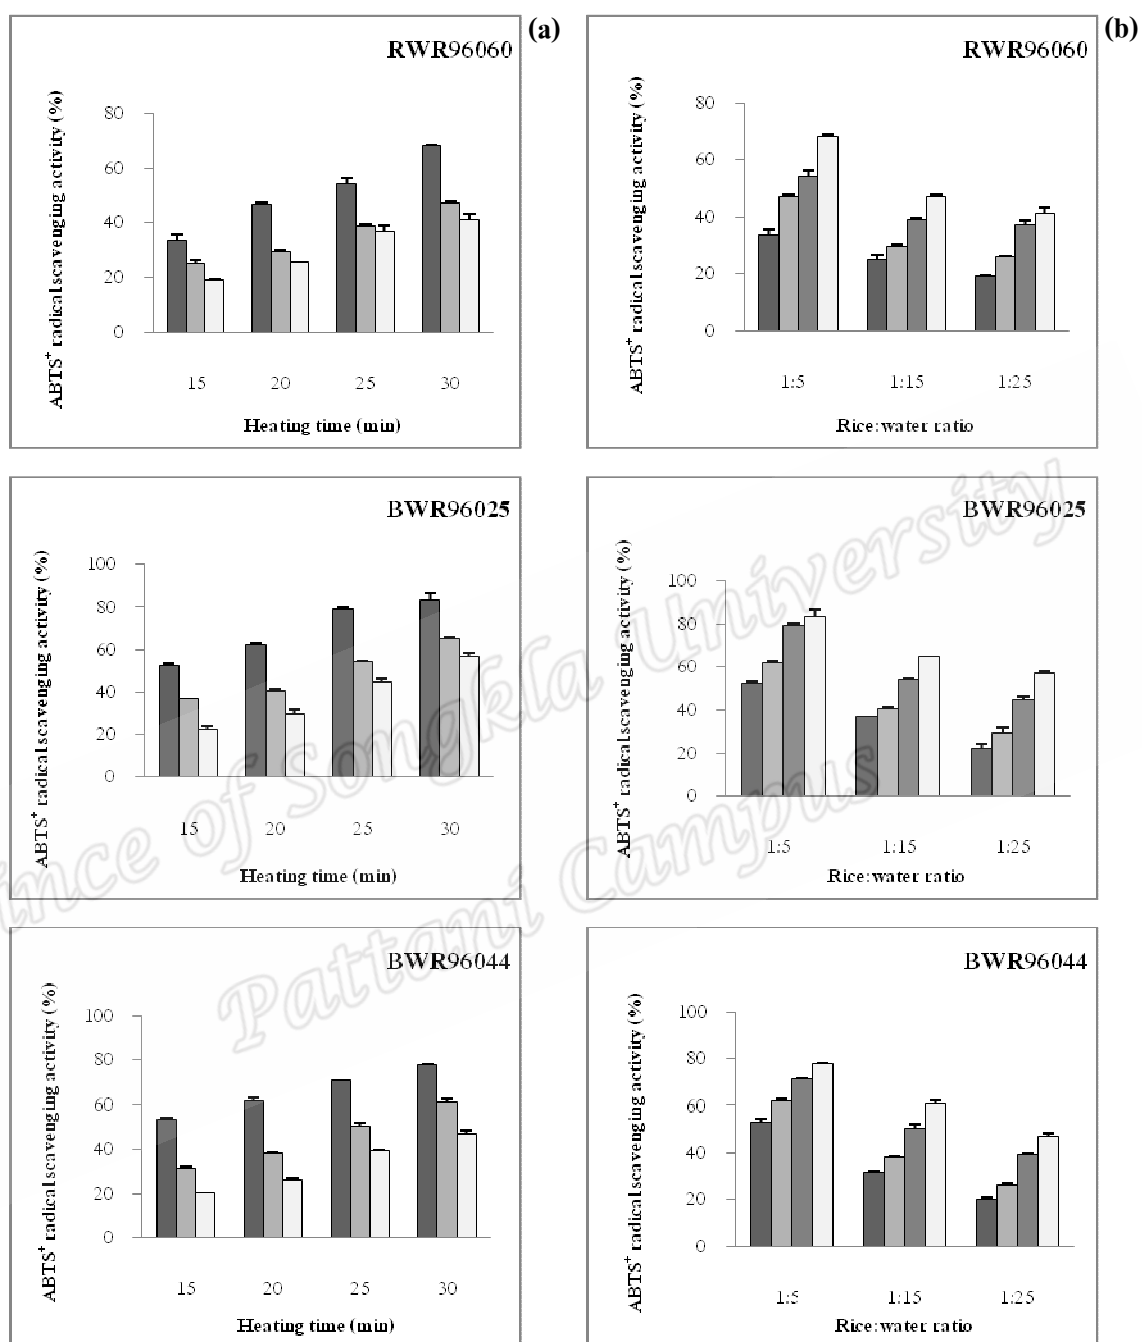 (a)
RWR96060
ABTS⁺ radical scavenging activity (%)
80
60
40
20
0
15 20 25 30
Heating time (min)
(b)
RWR96060
ABTS⁺ radical scavenging activity (%)
80
60
40
20
0
1:5 1:15 1:25
Rice:water ratio
BWR96025
ABTS⁺ radical scavenging activity (%)
100
80
60
40
20
0
15 20 25 30
Heating time (min)
BWR96025
ABTS⁺ radical scavenging activity (%)
100
80
60
40
20
0
1:5 1:15 1:25
Rice:water ratio
BWR96044
ABTS⁺ radical scavenging activity (%)
100
80
60
40
20
0
15 20 25 30
Heating time (min)
BWR96044
ABTS⁺ radical scavenging activity (%)
100
80
60
40
20
0
1:5 1:15 1:25
Rice:water ratio
of Songkla University
Pattani Campus